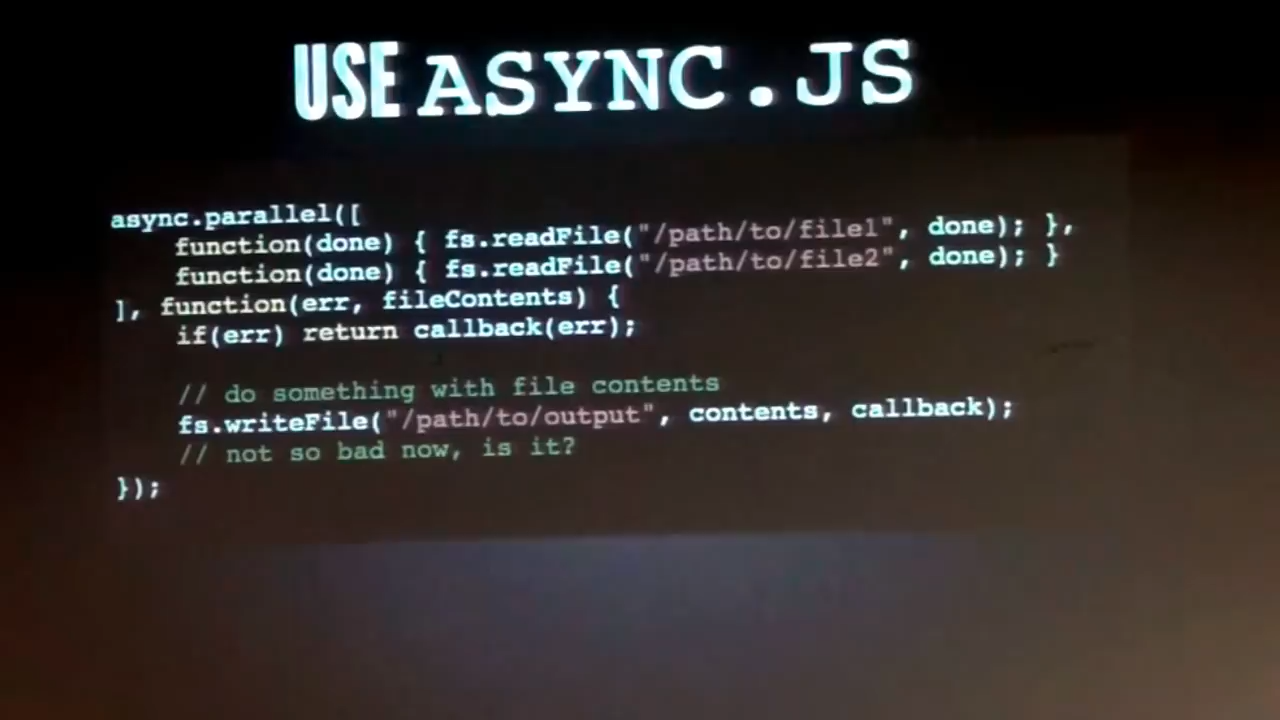 USE ASYNC.JS
async.parallel([
function(done) { fs.readFile("/path/to/file1", done); },
function(done) { fs.readFile("/path/to/file2", done); }
], function(err, fileContents) {
if(err) return callback(err);
// do something with file contents
fs.writeFile("/path/to/output", contents, callback);
// not so bad now, is it?
});